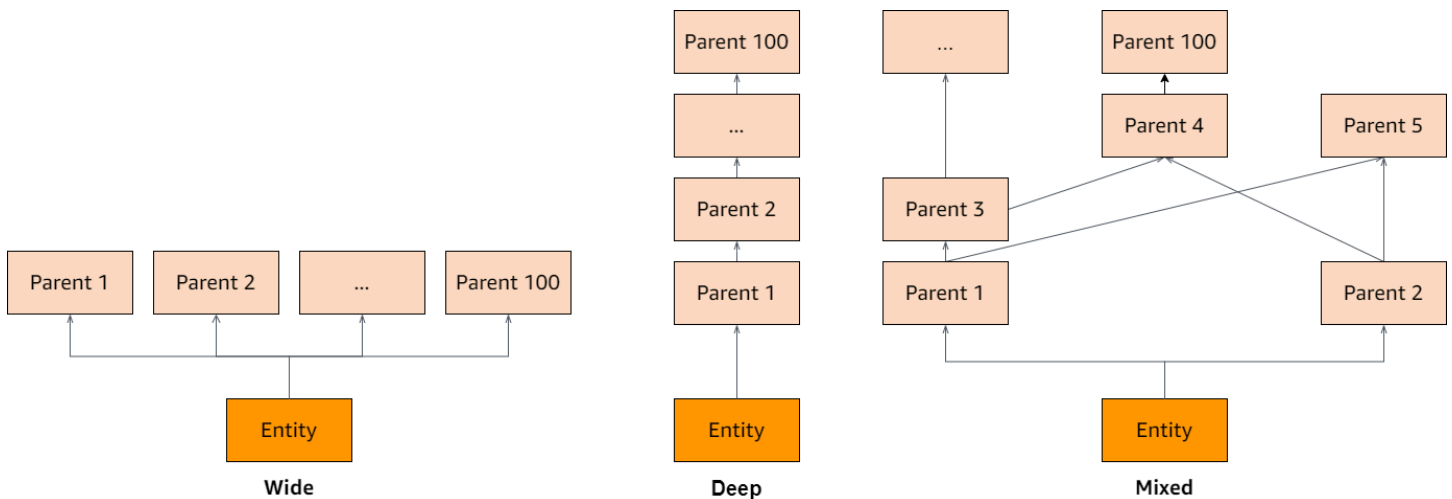 Parent 1
Parent 2
...
Parent 100
Entity
Wide
Parent 100
...
Parent 2
Parent 1
Entity
Deep
...
Parent 100
Parent 4
Parent 5
Parent 3
Parent 1
Parent 2
Entity
Mixed